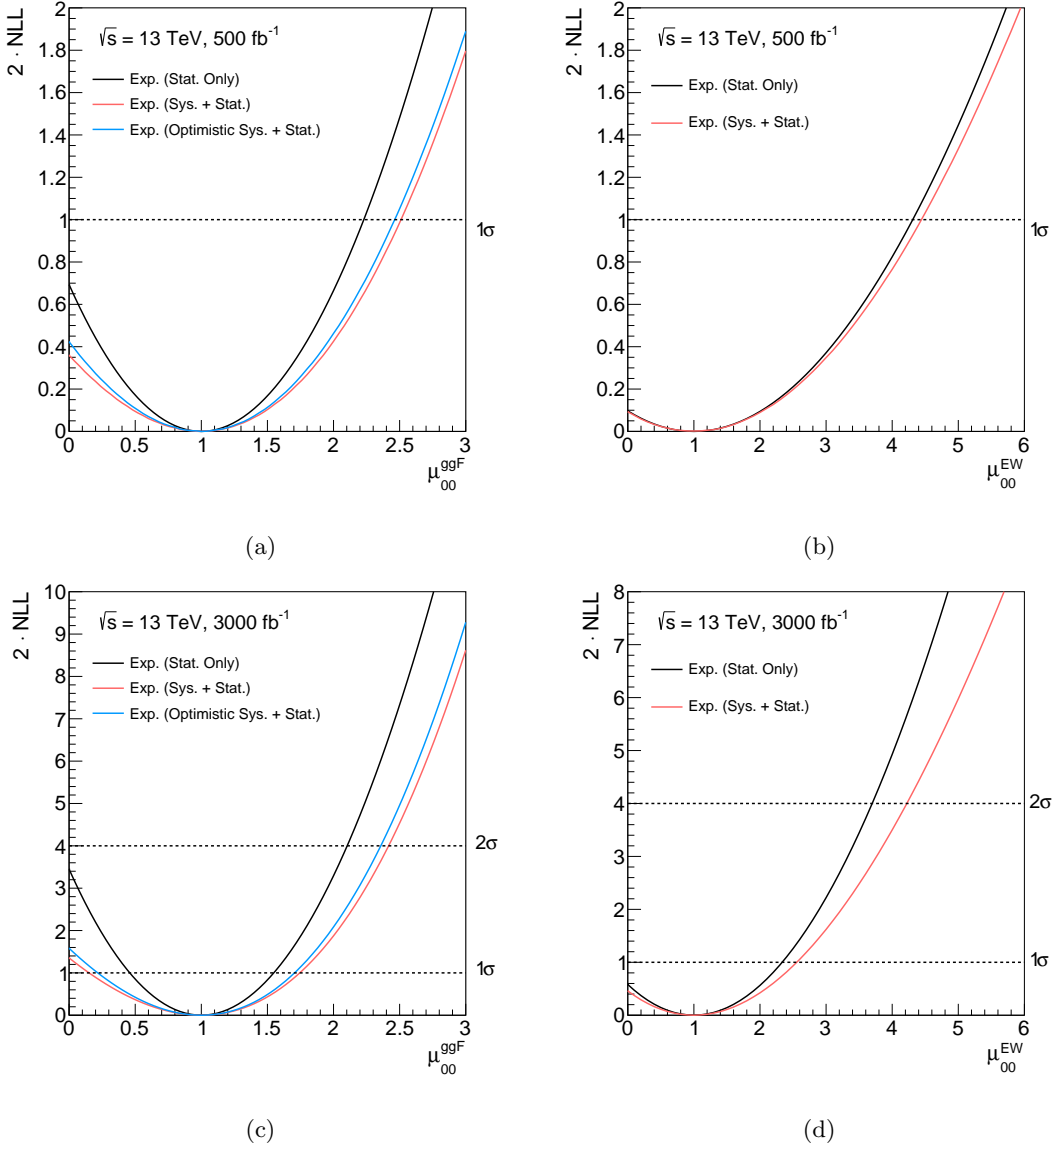 2 · NLL
√s = 13 TeV, 500 fb⁻¹
Exp. (Stat. Only)
Exp. (Sys. + Stat.)
Exp. (Optimistic Sys. + Stat.)
2
1.8
1.6
1.4
1.2
1
0.8
0.6
0.4
0.2
0
1σ
0 0.5 1 1.5 2 2.5 3
μ₀₀^ggF
(a)
2 · NLL
√s = 13 TeV, 500 fb⁻¹
Exp. (Stat. Only)
Exp. (Sys. + Stat.)
2
1.8
1.6
1.4
1.2
1
0.8
0.6
0.4
0.2
0
1σ
0 1 2 3 4 5 6
μ₀₀^EW
(b)
2 · NLL
√s = 13 TeV, 3000 fb⁻¹
Exp. (Stat. Only)
Exp. (Sys. + Stat.)
Exp. (Optimistic Sys. + Stat.)
10
9
8
7
6
5
4
3
2
1
0
2σ
1σ
0 0.5 1 1.5 2 2.5 3
μ₀₀^ggF
(c)
2 · NLL
√s = 13 TeV, 3000 fb⁻¹
Exp. (Stat. Only)
Exp. (Sys. + Stat.)
8
7
6
5
4
3
2
1
0
2σ
1σ
0 1 2 3 4 5 6
μ₀₀^EW
(d)